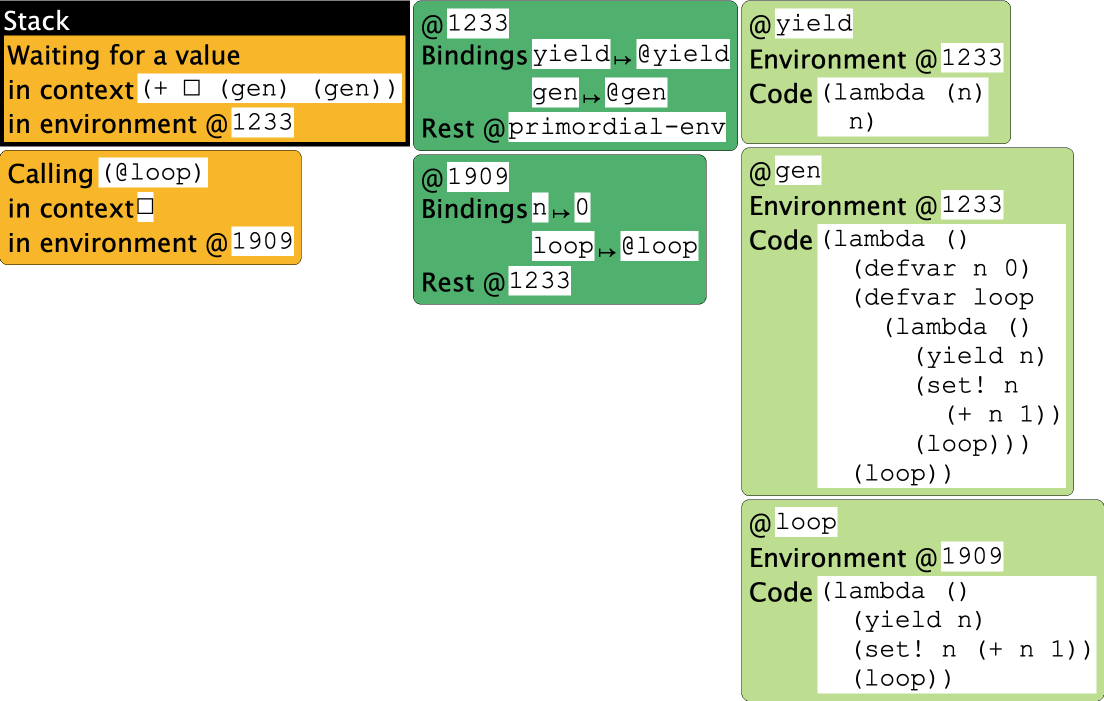 Stack
Waiting for a value
in context (+ □ (gen) (gen))
in environment @1233
Calling (@loop)
in context □
in environment @1909
@1233
Bindings yield ↦ @yield
gen ↦ @gen
Rest @primordial-env
@1909
Bindings n ↦ 0
loop ↦ @loop
Rest @1233
@yield
Environment @1233
Code (lambda (n)
n)
@gen
Environment @1233
Code (lambda ()
(defvar n 0)
(defvar loop
(lambda ()
(yield n)
(set! n
(+ n 1))
(loop)))
(loop))
@loop
Environment @1909
Code (lambda ()
(yield n)
(set! n (+ n 1))
(loop))